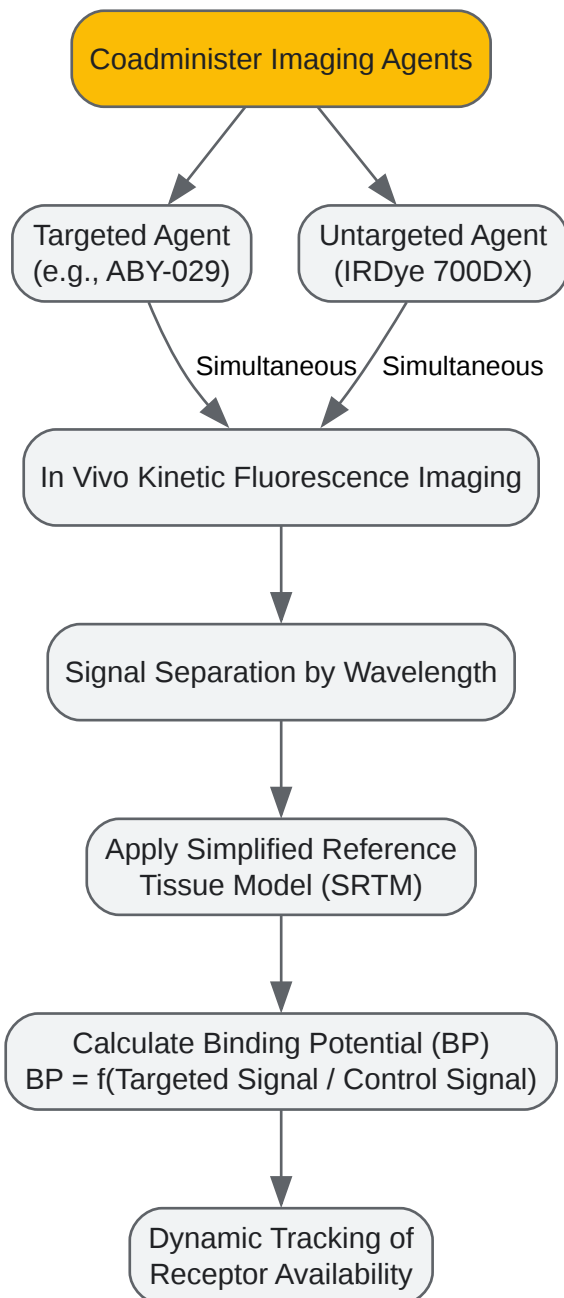 Coadminister Imaging Agents
Targeted Agent
(e.g., ABY-029)
Untargeted Agent
(IRDye 700DX)
Simultaneous
Simultaneous
In Vivo Kinetic Fluorescence Imaging
Signal Separation by Wavelength
Apply Simplified Reference
Tissue Model (SRTM)
Calculate Binding Potential (BP)
BP = f(Targeted Signal / Control Signal)
Dynamic Tracking of
Receptor Availability